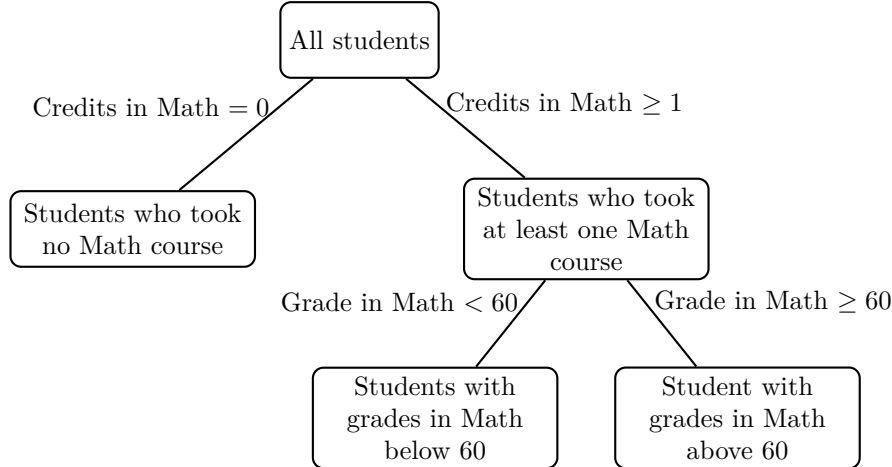 All students
Credits in Math = 0
Credits in Math ≥ 1
Students who took
no Math course
Students who took
at least one Math
course
Grade in Math < 60
Grade in Math ≥ 60
Students with
grades in Math
below 60
Student with
grades in Math
above 60